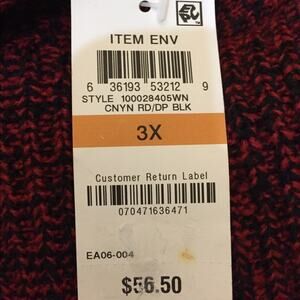 ITEM ENV
6 36193 53212 9
STYLE 100028405WN
CNYN RD/DP BLK
3X
Customer Return Label
070471636471
EA06-004
$56.50